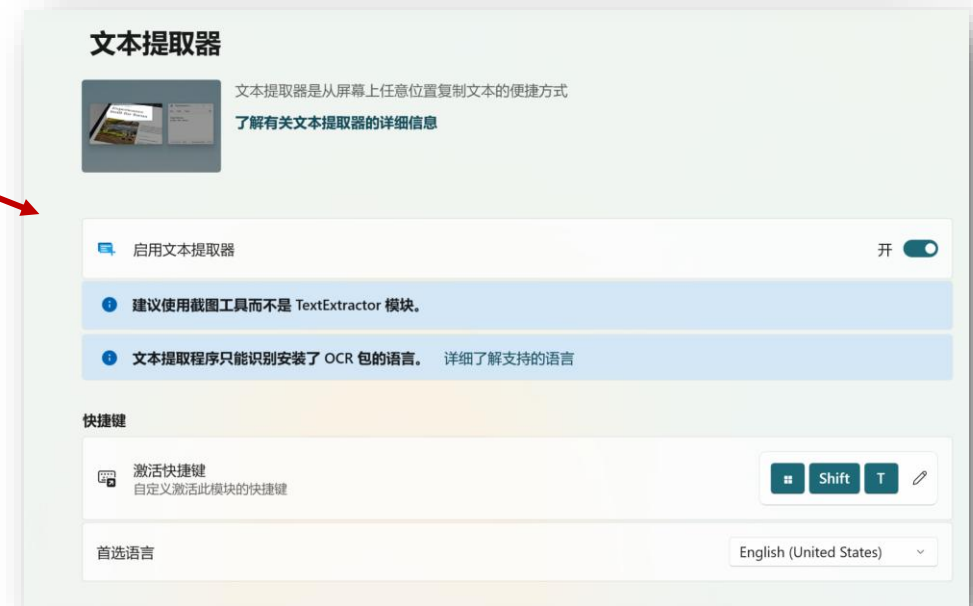 文本提取器
文本提取器是从屏幕上任意位置复制文本的便捷方式
了解有关文本提取器的详细信息
启用文本提取器
开
建议使用截图工具而不是 TextExtractor 模块。
文本提取程序只能识别安装了 OCR 包的语言。 详细了解支持的语言
快捷键
激活快捷键
自定义激活此模块的快捷键
Shift T
首选语言
English (United States)